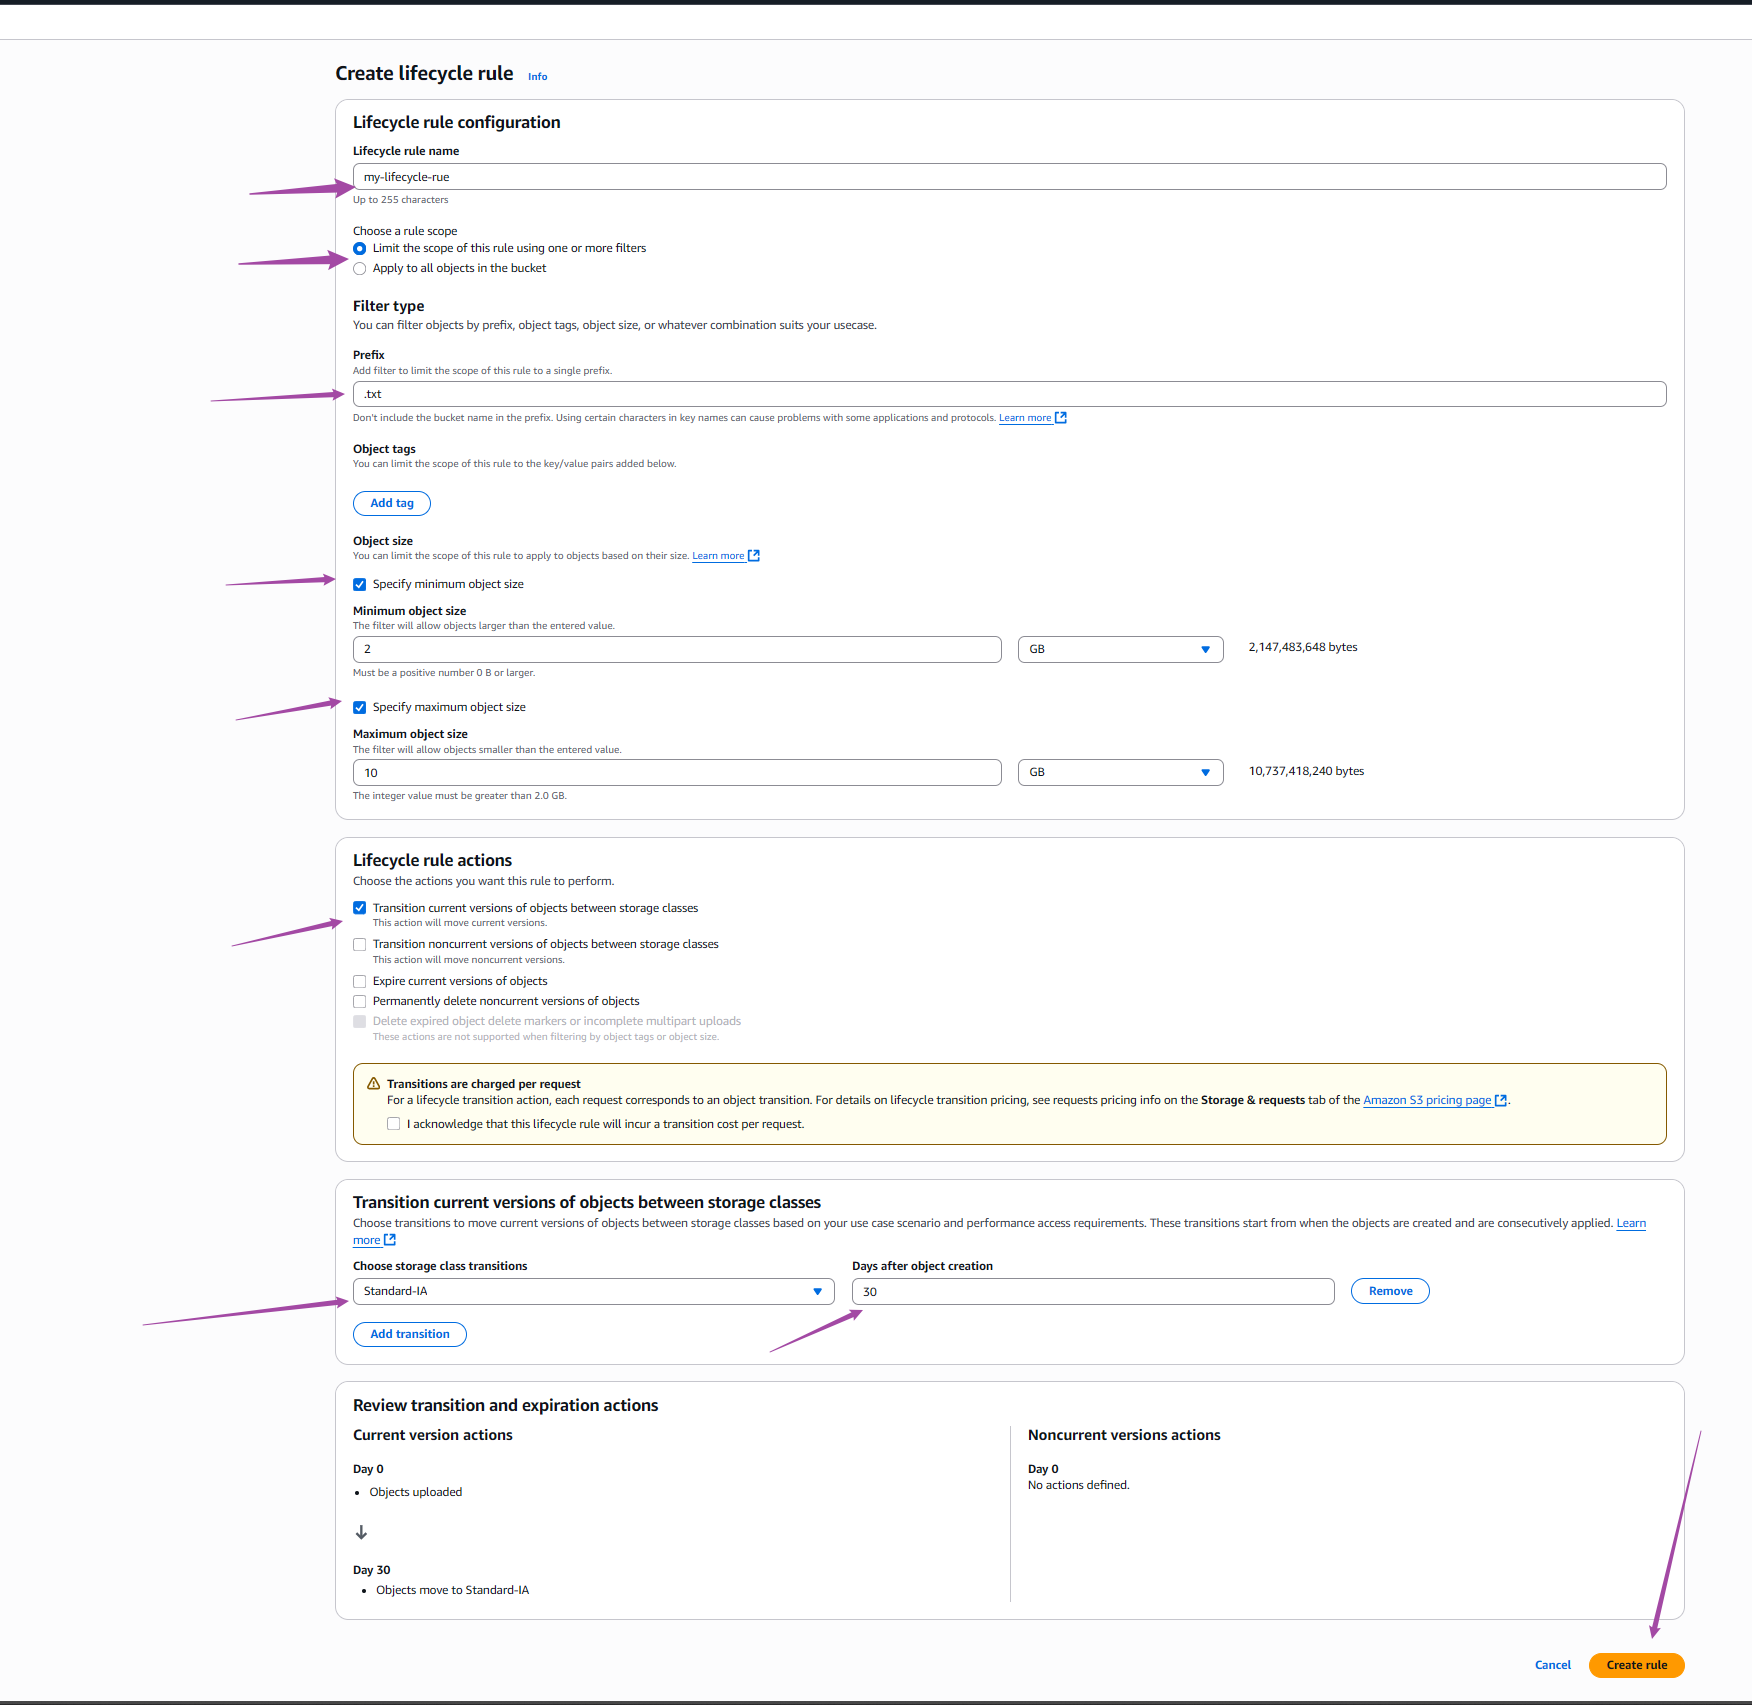 Create lifecycle rule Info
Lifecycle rule configuration
Lifecycle rule name
my-lifecycle-rue
Up to 255 characters
Choose a rule scope
Limit the scope of this rule using one or more filters
Apply to all objects in the bucket
Filter type
You can filter objects by prefix, object tags, object size, or whatever combination suits your usecase.
Prefix
Add filter to limit the scope of this rule to a single prefix.
.txt
Don't include the bucket name in the prefix. Using certain characters in key names can cause problems with some applications and protocols. Learn more
Object tags
You can limit the scope of this rule to the key/value pairs added below.
Add tag
Object size
You can limit the scope of this rule to apply to objects based on their size. Learn more
Specify minimum object size
Minimum object size
The filter will allow objects larger than the entered value.
2 GB 2,147,483,648 bytes
Must be a positive number 0 B or larger.
Specify maximum object size
Maximum object size
The filter will allow objects smaller than the entered value.
10 GB 10,737,418,240 bytes
The integer value must be greater than 2.0 GB.
Lifecycle rule actions
Choose the actions you want this rule to perform.
Transition current versions of objects between storage classes
This action will move current versions.
Transition noncurrent versions of objects between storage classes
This action will move noncurrent versions.
Expire current versions of objects
Permanently delete noncurrent versions of objects
Delete expired object delete markers or incomplete multipart uploads
These actions are not supported when filtering by object tags or object size.
Transitions are charged per request
For a lifecycle transition action, each request corresponds to an object transition. For details on lifecycle transition pricing, see requests pricing info on the Storage & requests tab of the Amazon S3 pricing page.
I acknowledge that this lifecycle rule will incur a transition cost per request.
Transition current versions of objects between storage classes
Choose transitions to move current versions of objects between storage classes based on your use case scenario and performance access requirements. These transitions start from when the objects are created and are consecutively applied. Learn
more
Choose storage class transitions Days after object creation
Standard-IA 30 Remove
Add transition
Review transition and expiration actions
Current version actions
Day 0
• Objects uploaded
Day 30
• Objects move to Standard-IA
Noncurrent versions actions
Day 0
No actions defined.
Cancel Create rule